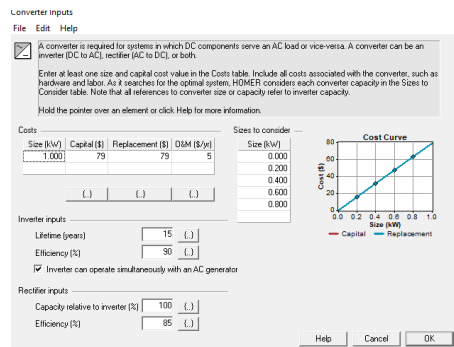 Converter Inputs
File Edit Help
A converter is required for systems in which DC components serve an AC load or vice-versa. A converter can be an
inverter (DC to AC), rectifier (AC to DC), or both.
Enter at least one size and capital cost value in the Costs table. Include all costs associated with the converter, such as
hardware and labor. As it searches for the optimal system, HOMER considers each converter capacity in the Sizes to
Consider table. Note that all references to converter size or capacity refer to inverter capacity.
Hold the pointer over an element or click Help for more information.
Costs
Size (kW) Capital ($) Replacement ($) O&M ($/yr)
1.000 79 79 5
{..} {..} {..}
Sizes to consider
Size (kW)
0.000
0.200
0.400
0.600
0.800
Cost Curve
Cost ($)
80
60
40
20
0
0.0 0.2 0.4 0.6 0.8 1.0
Size (kW)
Capital Replacement
Inverter inputs
Lifetime (years) 15 {..}
Efficiency (%) 90 {..}
Inverter can operate simultaneously with an AC generator
Rectifier inputs
Capacity relative to inverter (%) 100 {..}
Efficiency (%) 85 {..}
Help Cancel OK